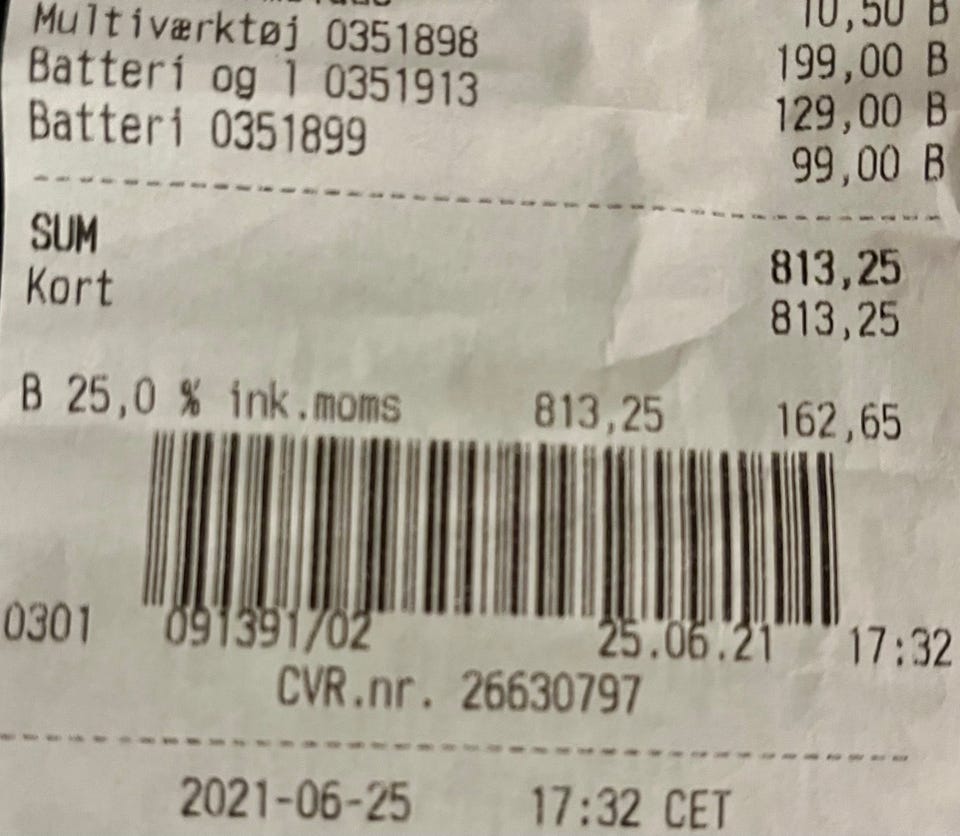 10,50 B
Multiværktøj 0351898 199,00 B
Batteri og l 0351913 129,00 B
Batteri 0351899 99,00 B
SUM 813,25
Kort 813,25
B 25,0 % ink.moms 813,25 162,65
0301 091391/02 25.06.21 17:32
CVR.nr. 26630797
2021-06-25 17:32 CET